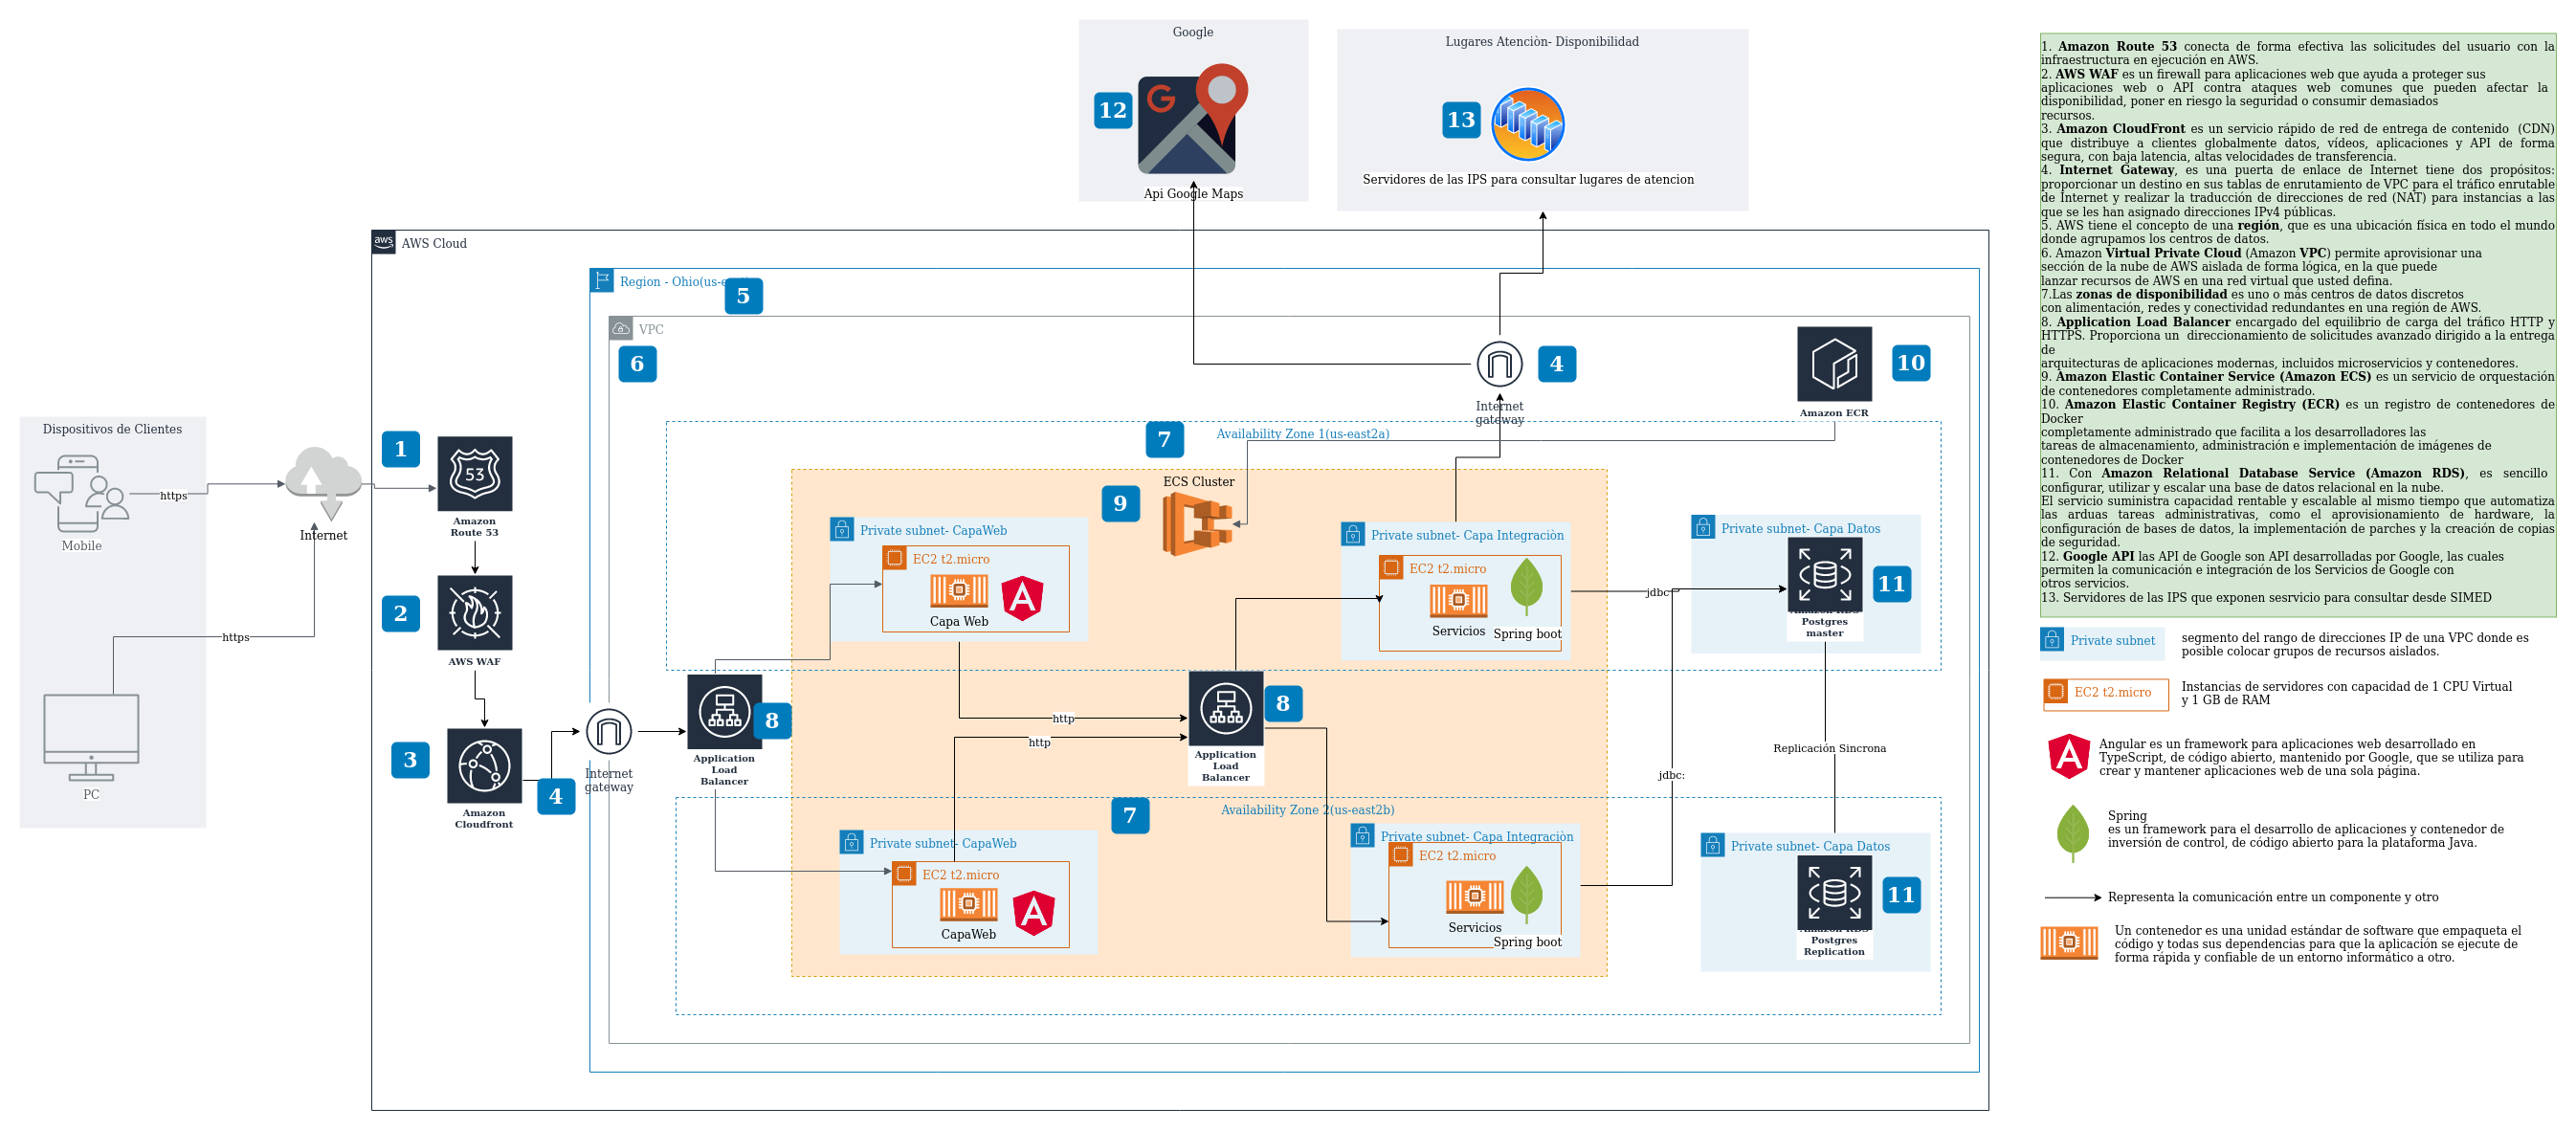 Google
12
Api Google Maps
Lugares Atenciòn- Disponibilidad
13
Servidores de las IPS para consultar lugares de atencion
aws
AWS Cloud
Region - Ohio(us-e
5
VPC
6
Internet
gateway
4
Amazon ECR
10
Dispositivos de Clientes
Mobile
https
PC
https
Internet
1
53
Amazon
Route 53
2
AWS WAF
3
Amazon
Cloudfront
4
Internet
gateway
Application
Load
Balancer
8
7
Availability Zone 1(us-east2a)
9
ECS Cluster
Private subnet- CapaWeb
EC2 t2.micro
Capa Web
Private subnet- Capa Integraciòn
EC2 t2.micro
Servicios
Spring boot
jdbc
Private subnet- Capa Datos
Postgres
master
11
http
http
Application
Load
Balancer
8
jdbc:
Replicación Sincrona
7
Availability Zone 2(us-east2b)
Private subnet- CapaWeb
EC2 t2.micro
CapaWeb
Private subnet- Capa Integraciòn
EC2 t2.micro
Servicios
Spring boot
Private subnet- Capa Datos
Postgres
Replication
11
1. Amazon Route 53 conecta de forma efectiva las solicitudes del usuario con la
infraestructura en ejecución en AWS.
2. AWS WAF es un firewall para aplicaciones web que ayuda a proteger sus
aplicaciones web o API contra ataques web comunes que pueden afectar la
disponibilidad, poner en riesgo la seguridad o consumir demasiados
recursos.
3. Amazon CloudFront es un servicio rápido de red de entrega de contenido (CDN)
que distribuye a clientes globalmente datos, vídeos, aplicaciones y API de forma
segura, con baja latencia, altas velocidades de transferencia.
4. Internet Gateway, es una puerta de enlace de Internet tiene dos propósitos:
proporcionar un destino en sus tablas de enrutamiento de VPC para el tráfico enrutable
de Internet y realizar la traducción de direcciones de red (NAT) para instancias a las
que se les han asignado direcciones IPv4 públicas.
5. AWS tiene el concepto de una región, que es una ubicación física en todo el mundo
donde agrupamos los centros de datos.
6. Amazon Virtual Private Cloud (Amazon VPC) permite aprovisionar una
sección de la nube de AWS aislada de forma lógica, en la que puede
lanzar recursos de AWS en una red virtual que usted defina.
7.Las zonas de disponibilidad es uno o más centros de datos discretos
con alimentación, redes y conectividad redundantes en una región de AWS.
8. Application Load Balancer encargado del equilibrio de carga del tráfico HTTP y
HTTPS. Proporciona un direccionamiento de solicitudes avanzado dirigido a la entrega
de
arquitecturas de aplicaciones modernas, incluidos microservicios y contenedores.
9. Amazon Elastic Container Service (Amazon ECS) es un servicio de orquestación
de contenedores completamente administrado.
10. Amazon Elastic Container Registry (ECR) es un registro de contenedores de
Docker
completamente administrado que facilita a los desarrolladores las
tareas de almacenamiento, administración e implementación de imágenes de
contenedores de Docker
11. Con Amazon Relational Database Service (Amazon RDS), es sencillo
configurar, utilizar y escalar una base de datos relacional en la nube.
El servicio suministra capacidad rentable y escalable al mismo tiempo que automatiza
las arduas tareas administrativas, como el aprovisionamiento de hardware, la
configuración de bases de datos, la implementación de parches y la creación de copias
de seguridad.
12. Google API las API de Google son API desarrolladas por Google, las cuales
permiten la comunicación e integración de los Servicios de Google con
otros servicios.
13. Servidores de las IPS que exponen sesrvicio para consultar desde SIMED
Private subnet
segmento del rango de direcciones IP de una VPC donde es
posible colocar grupos de recursos aislados.
EC2 t2.micro
Instancias de servidores con capacidad de 1 CPU Virtual
y 1 GB de RAM
Angular es un framework para aplicaciones web desarrollado en
TypeScript, de código abierto, mantenido por Google, que se utiliza para
crear y mantener aplicaciones web de una sola página.
Spring
es un framework para el desarrollo de aplicaciones y contenedor de
inversión de control, de código abierto para la plataforma Java.
Representa la comunicación entre un componente y otro
Un contenedor es una unidad estándar de software que empaqueta el
código y todas sus dependencias para que la aplicación se ejecute de
forma rápida y confiable de un entorno informático a otro.